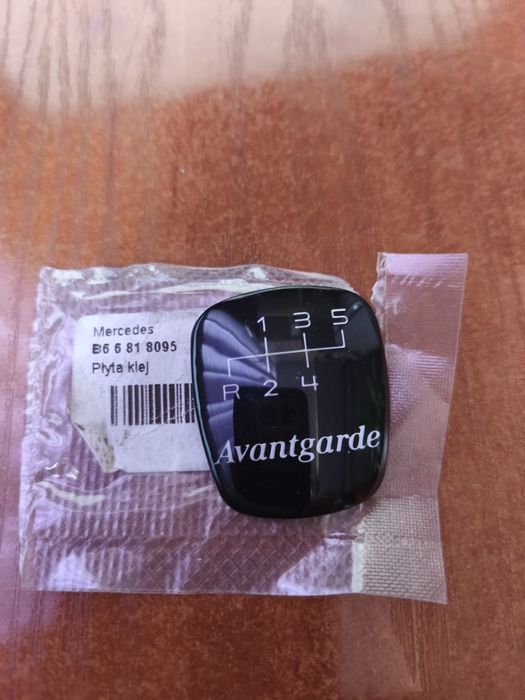 Mercedes
B6 6 81 8095
Płyta klej
1 3 5
R 2 4
Avantgarde